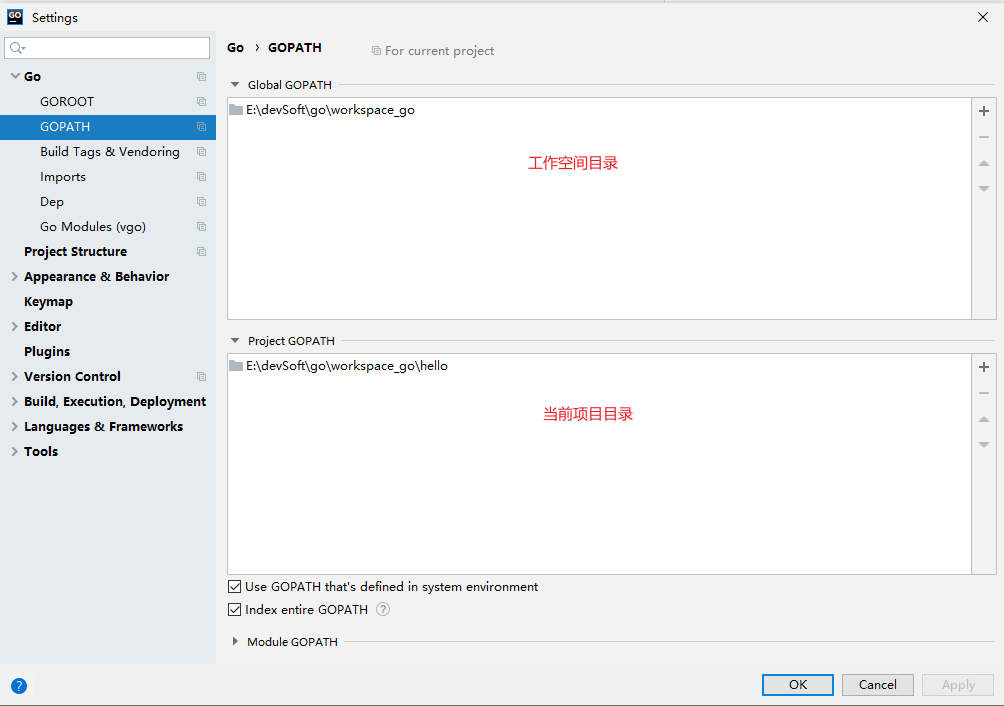 GO Settings
Go › GOPATH For current project
Go
GOROOT
GOPATH
Build Tags & Vendoring
Imports
Dep
Go Modules (vgo)
Project Structure
Appearance & Behavior
Keymap
Editor
Plugins
Version Control
Build, Execution, Deployment
Languages & Frameworks
Tools
Global GOPATH
E:\devSoft\go\workspace_go
工作空间目录
Project GOPATH
E:\devSoft\go\workspace_go\hello
当前项目目录
Use GOPATH that's defined in system environment
Index entire GOPATH ?
Module GOPATH
? OK Cancel Apply